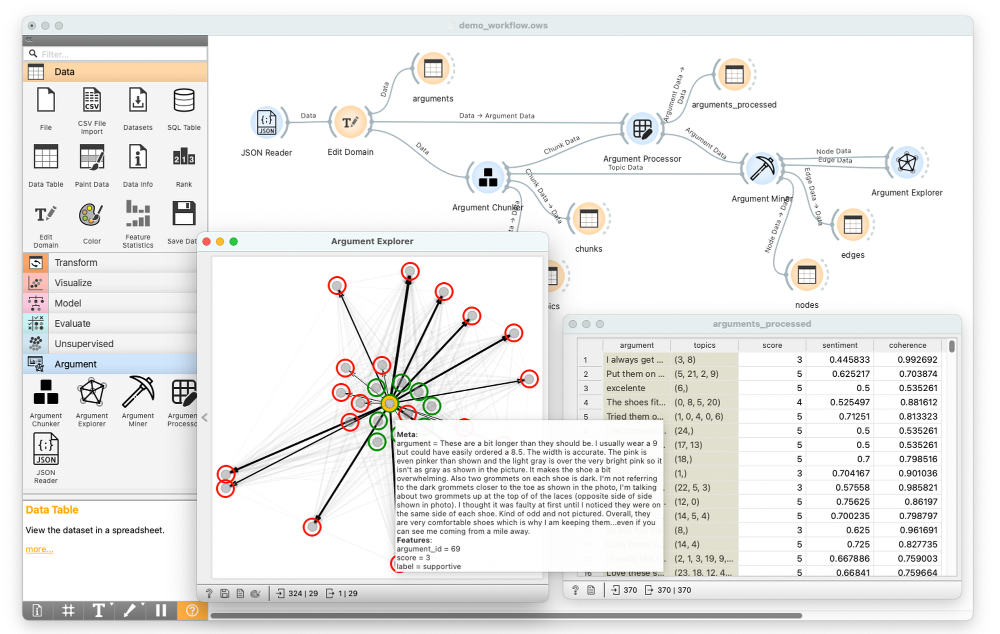 demo_workflow.ows
Filter...
Data
File
CSV File
Import
Datasets
SQL Table
Data Table
Paint Data
Data Info
Rank
Edit
Domain
Color
Feature
Statistics
Save Dat
Transform
Visualize
Model
Evaluate
Unsupervised
Argument
Argument
Chunker
Argument
Explorer
Argument
Miner
Argumen
Processo
JSON
Reader
Data Table
View the dataset in a spreadsheet.
more...
JSON Reader
Data
Edit Domain
Data
arguments
Data → Argument Data
Data
Argument Chunker
Chunk Data
Topic Data
Chunk Data → Data
chunks
ta → Data
ics
Argument Processor
Argument Data →
Data
arguments_processed
Argument Data
Argument Miner
Node Data
Edge Data
Argument Explorer
Edge Data → Data
edges
Node Data → Data
nodes
Argument Explorer
Meta:
argument = These are a bit longer than they should be. I usually wear a 9
but could have easily ordered a 8.5. The width is accurate. The pink is
even pinker than shown and the light gray is over the very bright pink so it
isn't as gray as shown in the picture. It makes the shoe a bit
overwhelming. Also two grommets on each shoe is dark. I'm not referring
to the dark grommets closer to the toe as shown in the photo, I'm talking
about two grommets up at the top of of the laces (opposite side of side
shown in photo). I thought it was faulty at first until I noticed they were on
the same side of each shoe. Kind of odd and not pictured. Overall, they
are very comfortable shoes which is why I am keeping them...even if you
can see me coming from a mile away.
Features:
argument_id = 69
score = 3
label = supportive
324 | 29
1 | 29
arguments_processed
argument topics score sentiment coherence
1 I always get ... (3, 8) 3 0.445833 0.992692
2 Put them on ... (5, 21, 2, 9) 5 0.625217 0.703874
3 excelente (6,) 5 0.5 0.535261
4 The shoes fit... (0, 8, 5, 20) 4 0.525497 0.881612
5 Tried them o... (1, 0, 4, 0, 6) 5 0.71251 0.813323
6 I recommend... (24,) 5 0.5 0.535261
(17, 13) 5 0.5 0.535261
(18,) 5 0.7 0.798516
(1,) 3 0.704167 0.901036
(22, 5, 3) 3 0.57558 0.985821
(12, 0) 5 0.75625 0.86197
(14, 5, 4) 5 0.700235 0.798797
13 ok but too big (8,) 3 0.625 0.961691
14 Love these s... (14, 4) 5 0.725 0.827735
15 (2, 1, 3, 19, 9,... 5 0.667886 0.759003
16 Love these s... (23, 18, 12, 4... 5 0.66841 0.759664
370
370 | 370